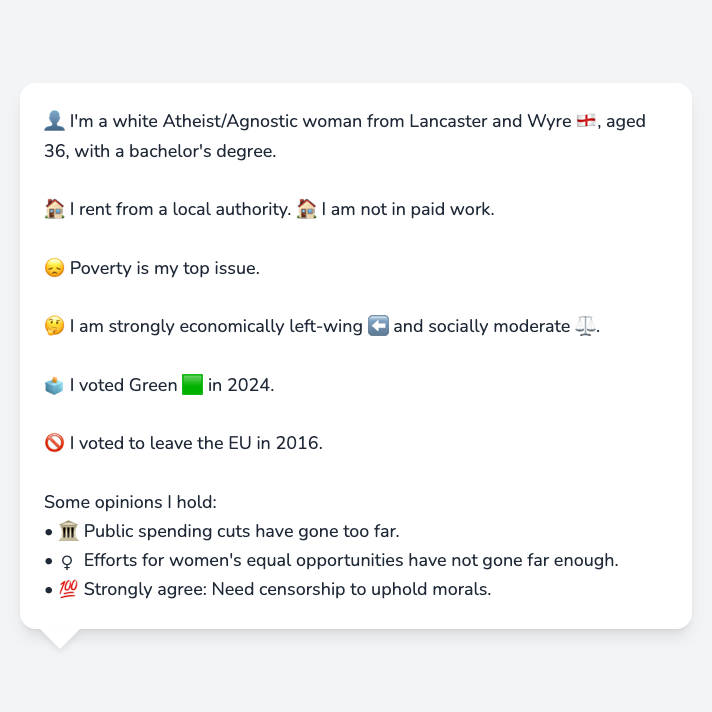 👤 I'm a white Atheist/Agnostic woman from Lancaster and Wyre 🏴󠁧󠁢󠁥󠁮󠁧󠁿, aged
36, with a bachelor's degree.
🏠 I rent from a local authority. 🏠 I am not in paid work.
😞 Poverty is my top issue.
🤔 I am strongly economically left-wing ⬅️ and socially moderate ⚖️.
🗳️ I voted Green 🟩 in 2024.
🚫 I voted to leave the EU in 2016.
Some opinions I hold:
• 🏛️ Public spending cuts have gone too far.
• ♀ Efforts for women's equal opportunities have not gone far enough.
• 💯 Strongly agree: Need censorship to uphold morals.